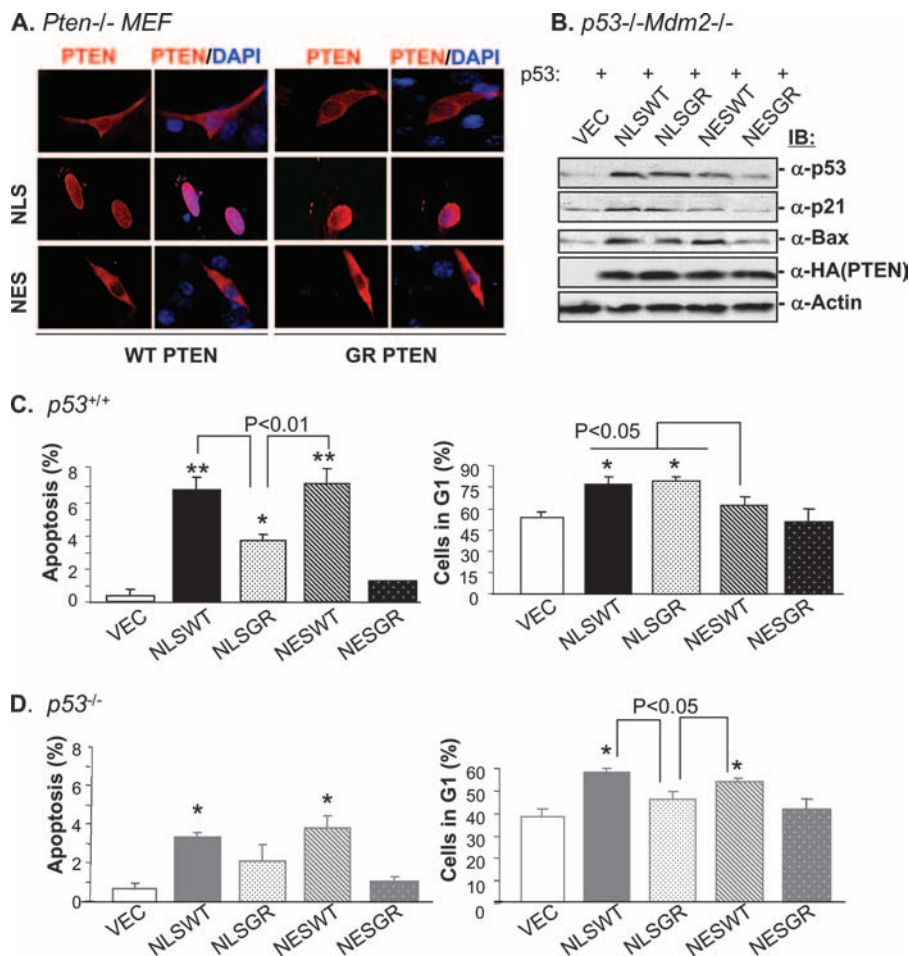 A. Pten-/- MEF
PTEN PTEN/DAPI PTEN PTEN/DAPI
NLS
NES
WT PTEN GR PTEN
B. p53-/-Mdm2-/-
p53: + + + + +
VEC NLSWT NLSGR NESWT NESGR
IB:
α-p53
α-p21
α-Bax
α-HA(PTEN)
α-Actin
C. p53+/+
P<0.01
Apoptosis (%)
8
6
4
2
0
** * **
VEC NLSWT NLSGR NESWT NESGR
P<0.05
Cells in G1 (%)
90
75
60
45
30
15
0
* *
VEC NLSWT NLSGR NESWT NESGR
D. p53-/-
Apoptosis (%)
8
6
4
2
0
* *
VEC NLSWT NLSGR NESWT NESGR
P<0.05
Cells in G1 (%)
60
50
40
30
20
10
0
* *
VEC NLSWT NLSGR NESWT NESGR